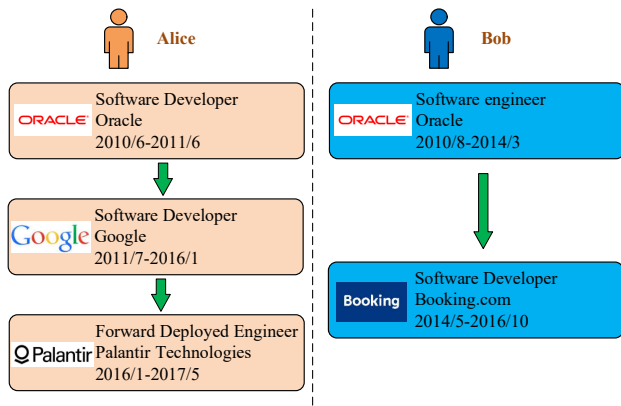 Alice
ORACLE
Software Developer
Oracle
2010/6-2011/6
Google
Software Developer
Google
2011/7-2016/1
Palantir
Forward Deployed Engineer
Palantir Technologies
2016/1-2017/5
Bob
ORACLE
Software engineer
Oracle
2010/8-2014/3
Booking
Software Developer
Booking.com
2014/5-2016/10